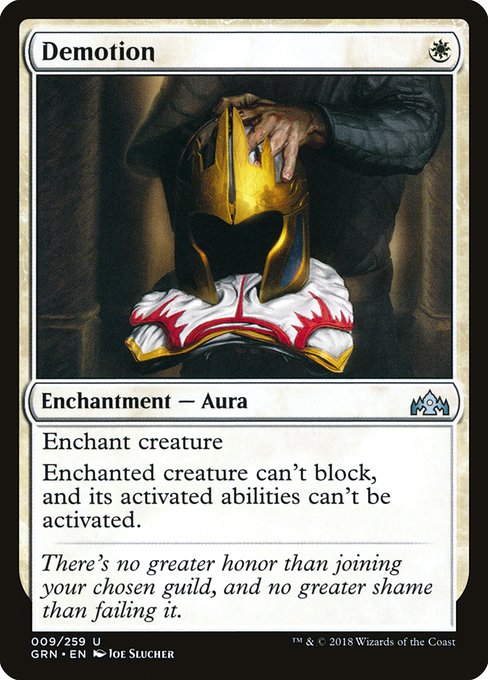 Demotion
Enchantment — Aura
Enchant creature
Enchanted creature can't block,
and its activated abilities can't be
activated.
There's no greater honor than joining
your chosen guild, and no greater shame
than failing it.
009/259 U
GRN • EN Joe Slucher
™ & © 2018 Wizards of the Coast